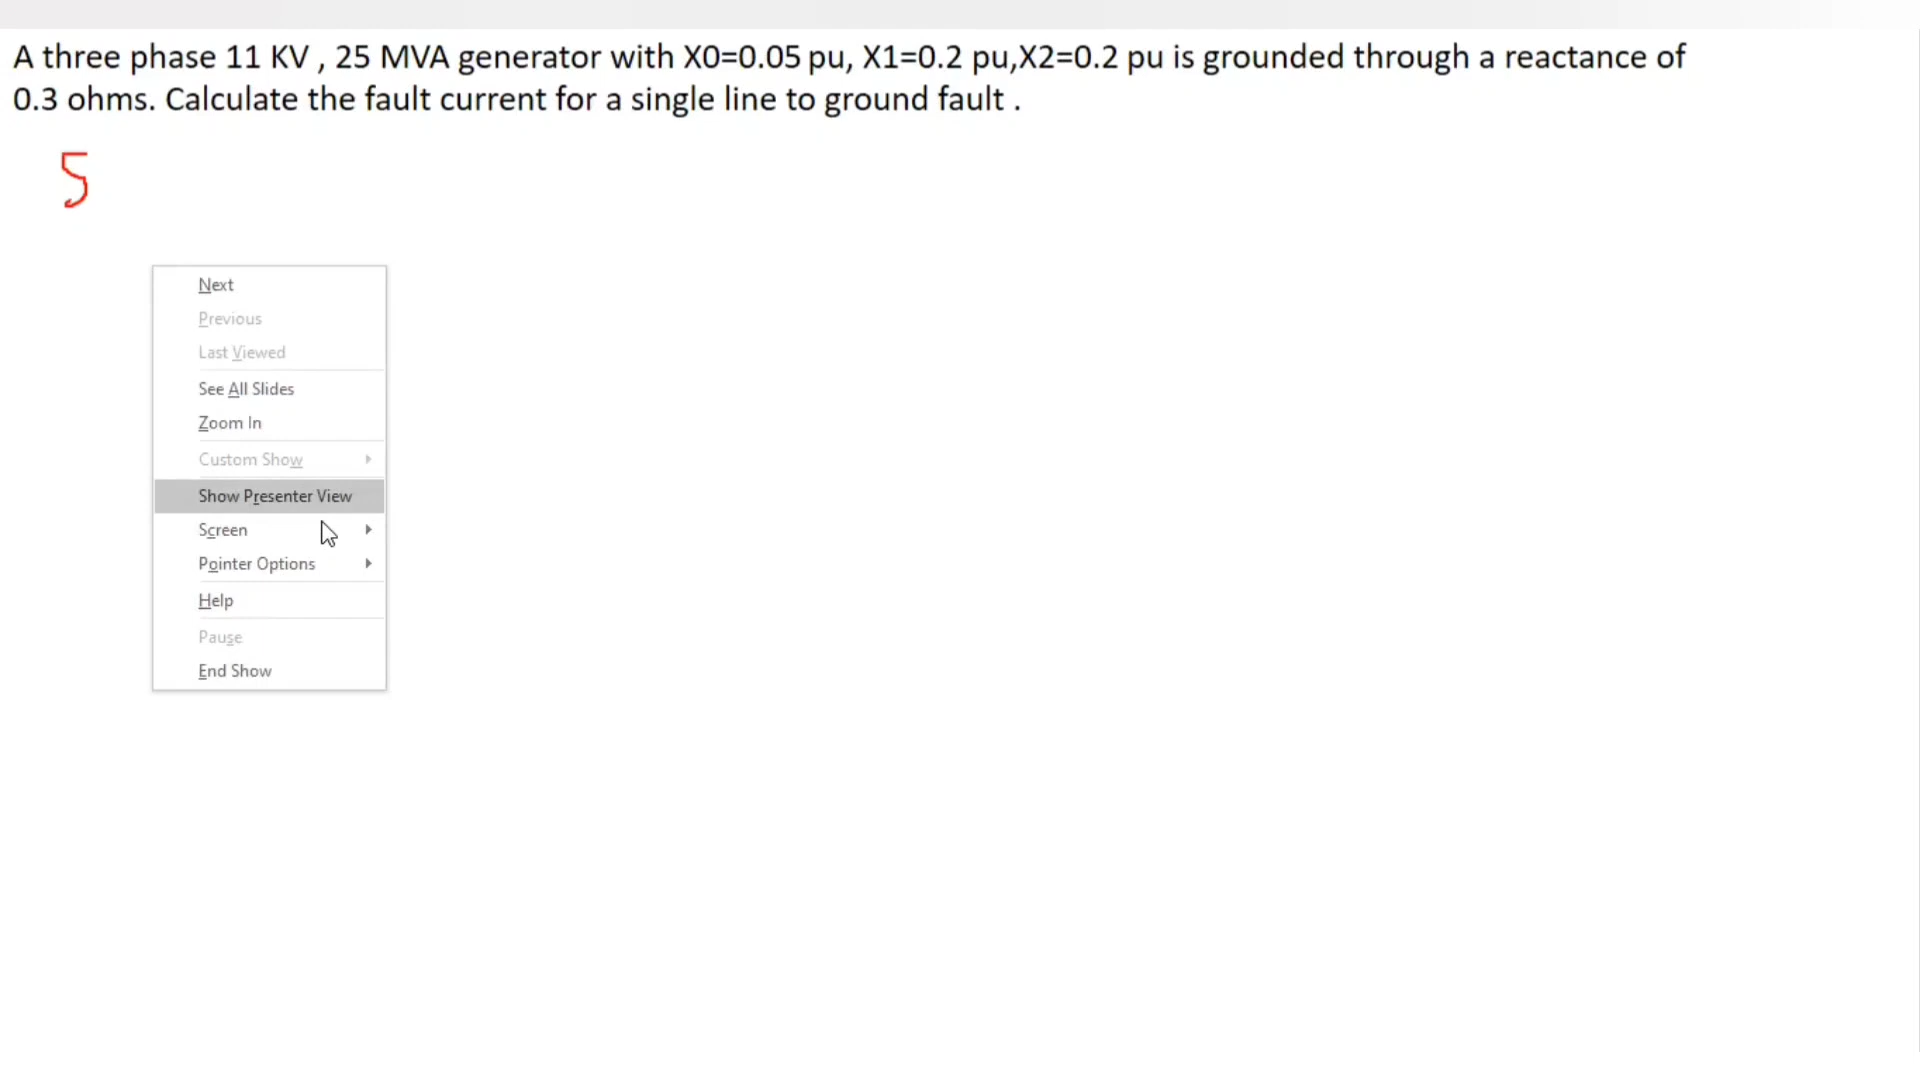 A three phase 11 KV , 25 MVA generator with X0=0.05 pu, X1=0.2 pu,X2=0.2 pu is grounded through a reactance of
0.3 ohms. Calculate the fault current for a single line to ground fault .
5
Next
Previous
Last Viewed
See All Slides
Zoom In
Custom Show
Show Presenter View
Screen
Pointer Options
Help
Pause
End Show